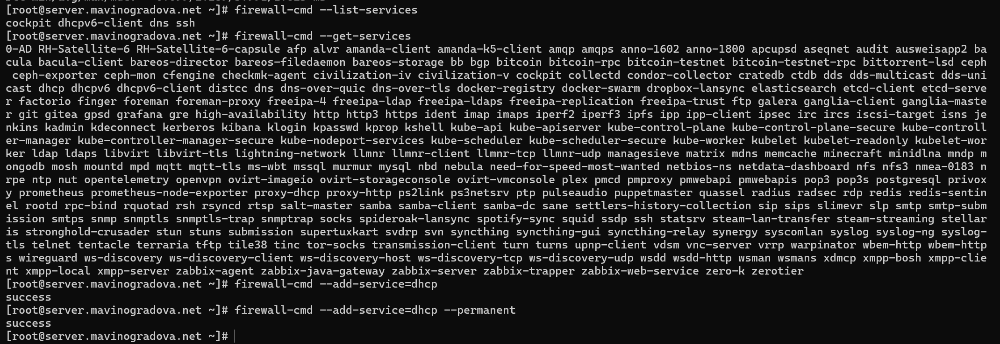 [root@server.mavinogradova.net ~]# firewall-cmd --list-services
cockpit dhcpv6-client dns ssh
[root@server.mavinogradova.net ~]# firewall-cmd --get-services
0-AD RH-Satellite-6 RH-Satellite-6-capsule afp alvr amanda-client amanda-k5-client amqp amqps anno-1602 anno-1800 apcupsd aseqnet audit ausweisapp2 ba
cula bacula-client bareos-director bareos-filedaemon bareos-storage bb bgp bitcoin bitcoin-rpc bitcoin-testnet bitcoin-testnet-rpc bittorrent-lsd ceph
 ceph-exporter ceph-mon cfengine checkmk-agent civilization-iv civilization-v cockpit collectd condor-collector cratedb ctdb dds dds-multicast dds-uni
cast dhcp dhcpv6 dhcpv6-client distcc dns dns-over-quic dns-over-tls docker-registry docker-swarm dropbox-lansync elasticsearch etcd-client etcd-serve
r factorio finger foreman foreman-proxy freeipa-4 freeipa-ldap freeipa-ldaps freeipa-replication freeipa-trust ftp galera ganglia-client ganglia-maste
r git gitea gpsd grafana gre high-availability http http3 https ident imap imaps iperf2 iperf3 ipfs ipp ipp-client ipsec irc ircs iscsi-target isns je
nkins kadmin kdeconnect kerberos kibana klogin kpasswd kprop kshell kube-api kube-apiserver kube-control-plane kube-control-plane-secure kube-controll
er-manager kube-controller-manager-secure kube-nodeport-services kube-scheduler kube-scheduler-secure kube-worker kubelet kubelet-readonly kubelet-wor
ker ldap ldaps libvirt libvirt-tls lightning-network llmnr llmnr-client llmnr-tcp llmnr-udp managesieve matrix mdns memcache minecraft minidlna mndp m
ongodb mosh mountd mpd mqtt mqtt-tls ms-wbt mssql murmur mysql nbd nebula need-for-speed-most-wanted netbios-ns netdata-dashboard nfs nfs3 nmea-0183 n
rpe ntp nut opentelemetry openvpn ovirt-imageio ovirt-storageconsole ovirt-vmconsole plex pmcd pmproxy pmwebapi pmwebapis pop3 pop3s postgresql privox
y prometheus prometheus-node-exporter proxy-dhcp proxy-http ps2link ps3netsrv ptp pulseaudio puppetmaster quassel radius radsec rdp redis redis-sentin
el rootd rpc-bind rquotad rsh rsyncd rtsp salt-master samba samba-client samba-dc sane settlers-history-collection sip sips slimevr slp smtp smtp-subm
ission smtps snmp snmptls snmptls-trap snmptrap socks spideroak-lansync spotify-sync squid ssdp ssh statsrv steam-lan-transfer steam-streaming stellar
is stronghold-crusader stun stuns submission supertuxkart svdrp svn syncthing syncthing-gui syncthing-relay synergy syscomlan syslog syslog-ng syslog-
tls telnet tentacle terraria tftp tile38 tinc tor-socks transmission-client turn turns upnp-client vdsm vnc-server vrrp warpinator wbem-http wbem-http
s wireguard ws-discovery ws-discovery-client ws-discovery-host ws-discovery-tcp ws-discovery-udp wsdd wsdd-http wsman wsmans xdmcp xmpp-bosh xmpp-clie
nt xmpp-local xmpp-server zabbix-agent zabbix-java-gateway zabbix-server zabbix-trapper zabbix-web-service zero-k zerotier
[root@server.mavinogradova.net ~]# firewall-cmd --add-service=dhcp
success
[root@server.mavinogradova.net ~]# firewall-cmd --add-service=dhcp --permanent
success
[root@server.mavinogradova.net ~]#